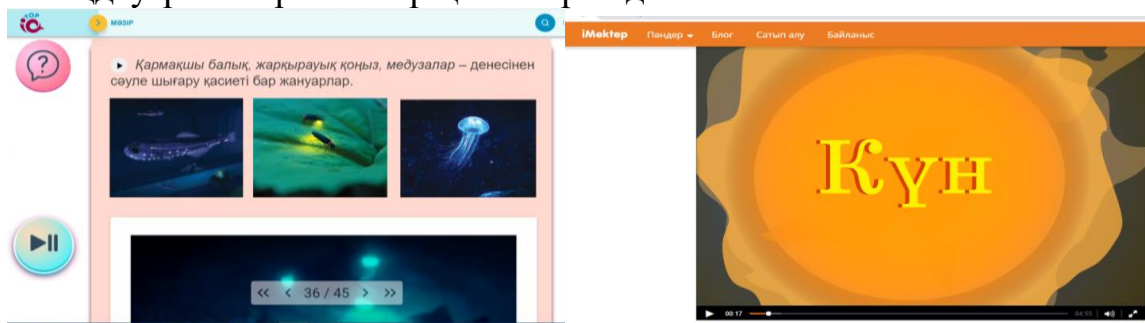 TOP
МӘЗІР
Қармақшы балық, жарқырауық қоңыз, медузалар – денесінен
сәуле шығару қасиеті бар жануарлар.
36 / 45
iMektep Пәндер Блог Сатып алу Байланыс
Күн
00:17 04:55